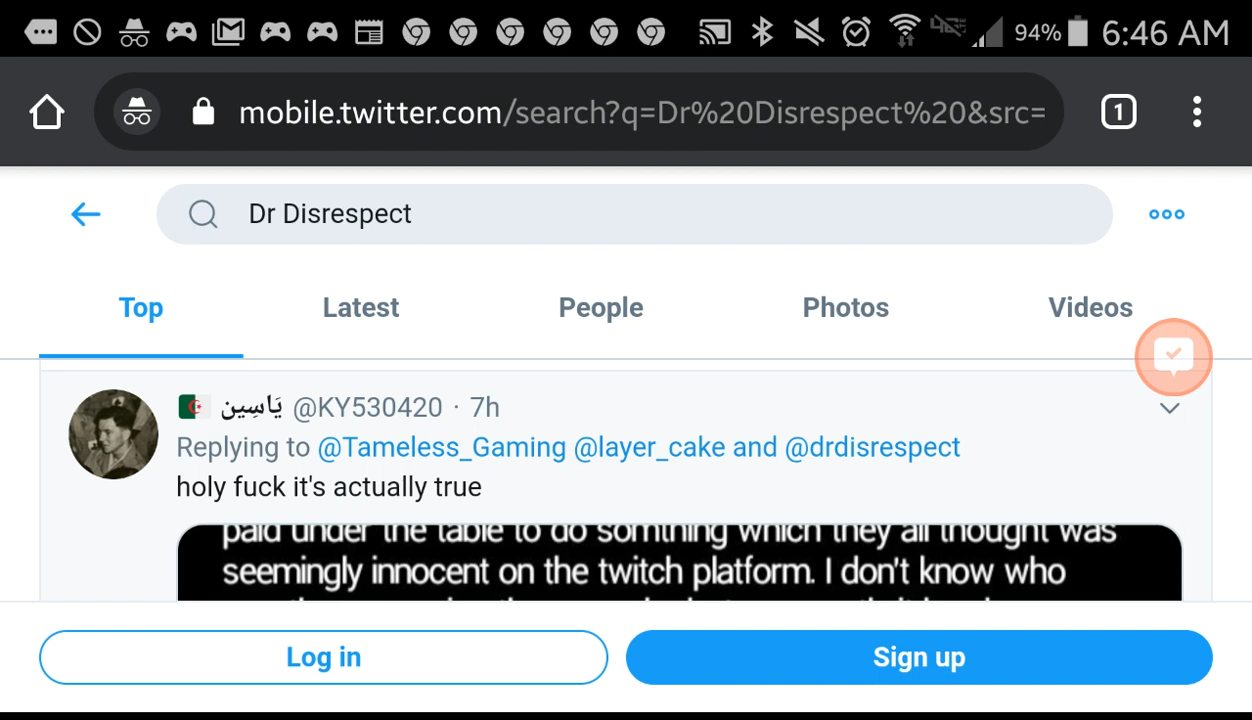 94% 6:46 AM
mobile.twitter.com/search?q=Dr%20Disrespect%20&src=
1
Dr Disrespect
Top Latest People Photos Videos
يَاسِين @KY530420 · 7h
Replying to @Tameless_Gaming @layer_cake and @drdisrespect
holy fuck it's actually true
paid under the table to do somthing which they all thought was
seemingly innocent on the twitch platform. I don't know who
Log in Sign up